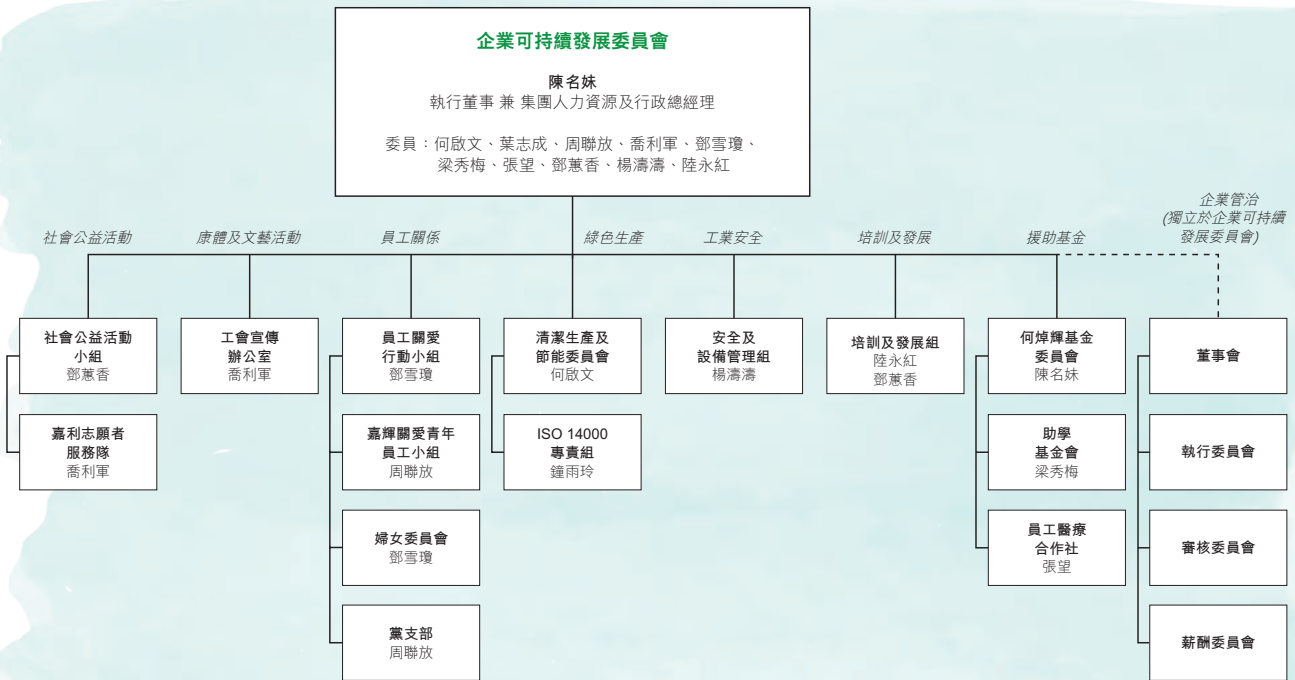 企業可持續發展委員會
陳名妹
執行董事 兼 集團人力資源及行政總經理
委員：何啟文、葉志成、周聯放、喬利軍、鄧雪瓊、
梁秀梅、張望、鄧蕙香、楊濤濤、陸永紅
社會公益活動
康體及文藝活動
員工關係
綠色生產
工業安全
培訓及發展
援助基金
企業管治
(獨立於企業可持續
發展委員會)
社會公益活動
小組
鄧蕙香
嘉利志願者
服務隊
喬利軍
工會宣傳
辦公室
喬利軍
員工關愛
行動小組
鄧雪瓊
嘉輝關愛青年
員工小組
周聯放
婦女委員會
鄧雪瓊
黨支部
周聯放
清潔生產及
節能委員會
何啟文
ISO 14000
專責組
鐘雨玲
安全及
設備管理組
楊濤濤
培訓及發展組
陸永紅
鄧蕙香
何焯輝基金
委員會
陳名妹
助學
基金會
梁秀梅
員工醫療
合作社
張望
董事會
執行委員會
審核委員會
薪酬委員會